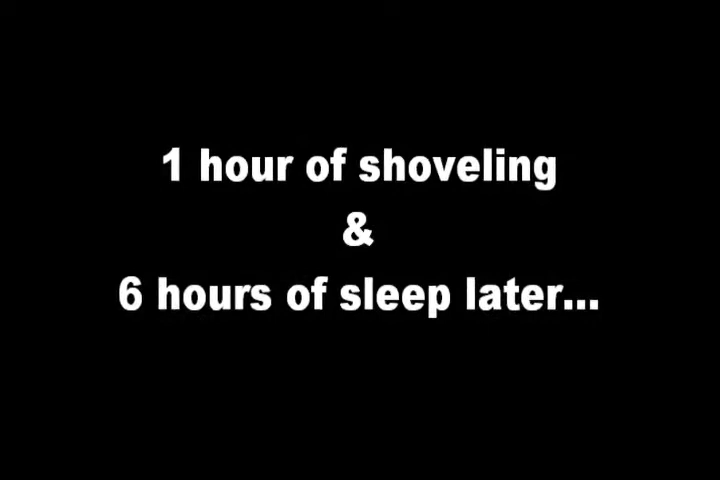 1 hour of shoveling
&
6 hours of sleep later...